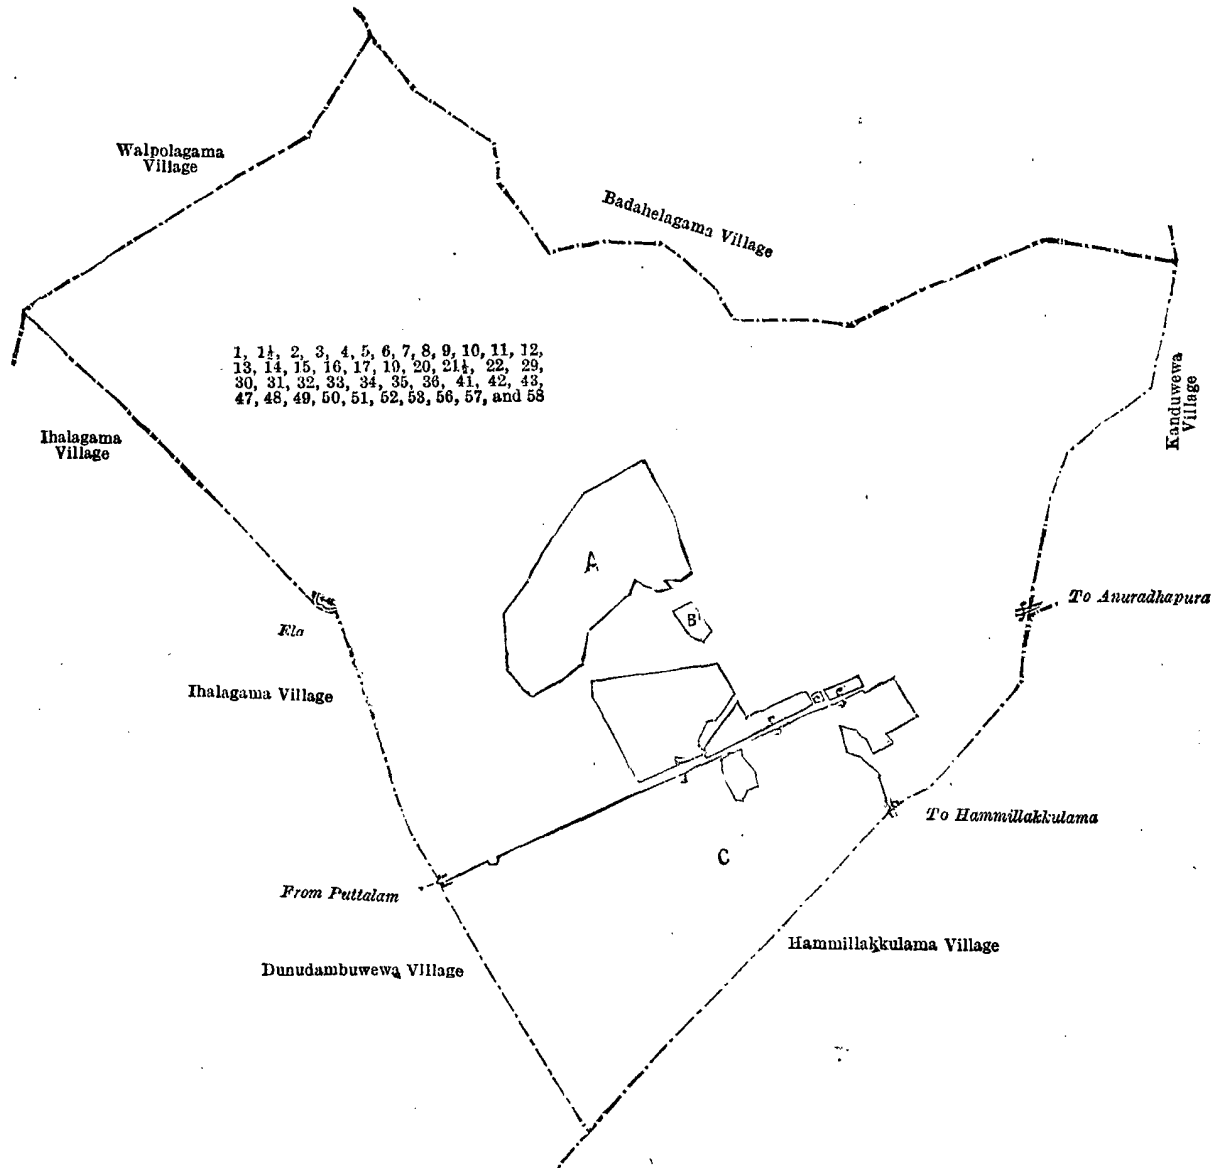 Walpolagama
Village
Badahelagama Village
1, 1½, 2, 3, 4, 5, 6, 7, 8, 9, 10, 11, 12,
13, 14, 15, 16, 17, 19, 20, 21½, 22, 29,
30, 31, 32, 33, 34, 35, 36, 41, 42, 43,
47, 48, 49, 50, 51, 52, 53, 56, 57, and 58
Kanduwewa
Village
Ihalagama
Village
A
To Anuradhapura
B
Ela
Ihalagama Village
To Hammillakkulama
C
From Puttalam
Hammillakkulama Village
Dunudambuwewa Village